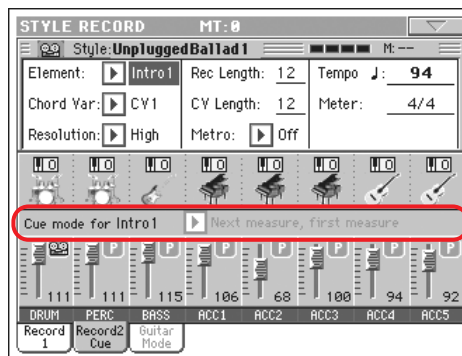 STYLE RECORD MT:0
Style:UnpluggedBallad1 M:--
Element: Intro1 Rec Length: 12 Tempo ♩: 94
Chord Var: CV1 CV Length: 12 Meter: 4/4
Resolution: High Metro: Off
Cue mode for Intro1 Next measure, first measure
P P P P P P
111 111 115 106 68 100 94 92
DRUM PERC BASS ACC1 ACC2 ACC3 ACC4 ACC5
Record 1 Record2 Cue Guitar Mode